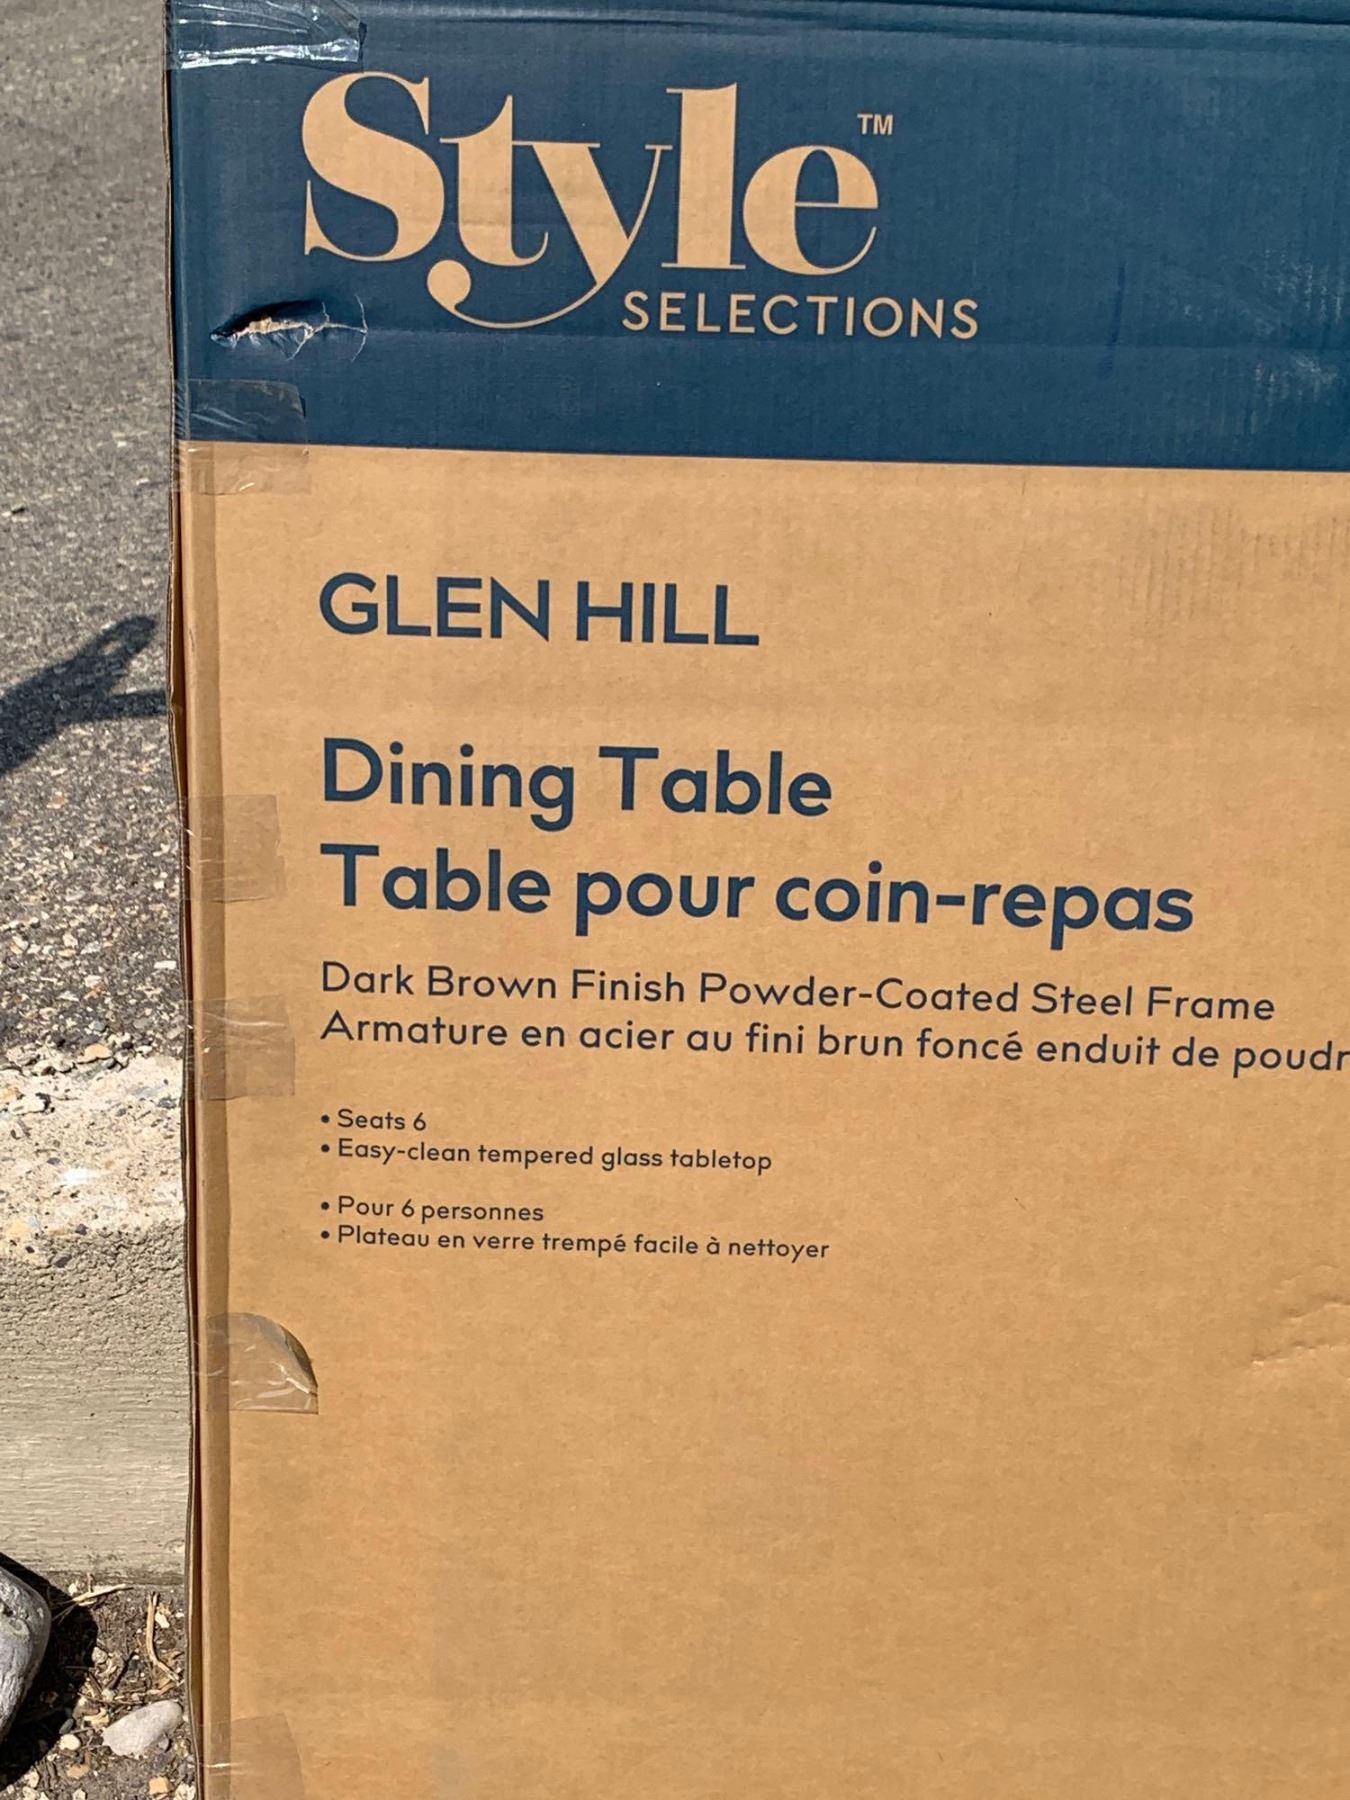 Style™
SELECTIONS
GLEN HILL
Dining Table
Table pour coin-repas
Dark Brown Finish Powder-Coated Steel Frame
Armature en acier au fini brun foncé enduit de poudr
• Seats 6
• Easy-clean tempered glass tabletop
• Pour 6 personnes
• Plateau en verre trempé facile à nettoyer